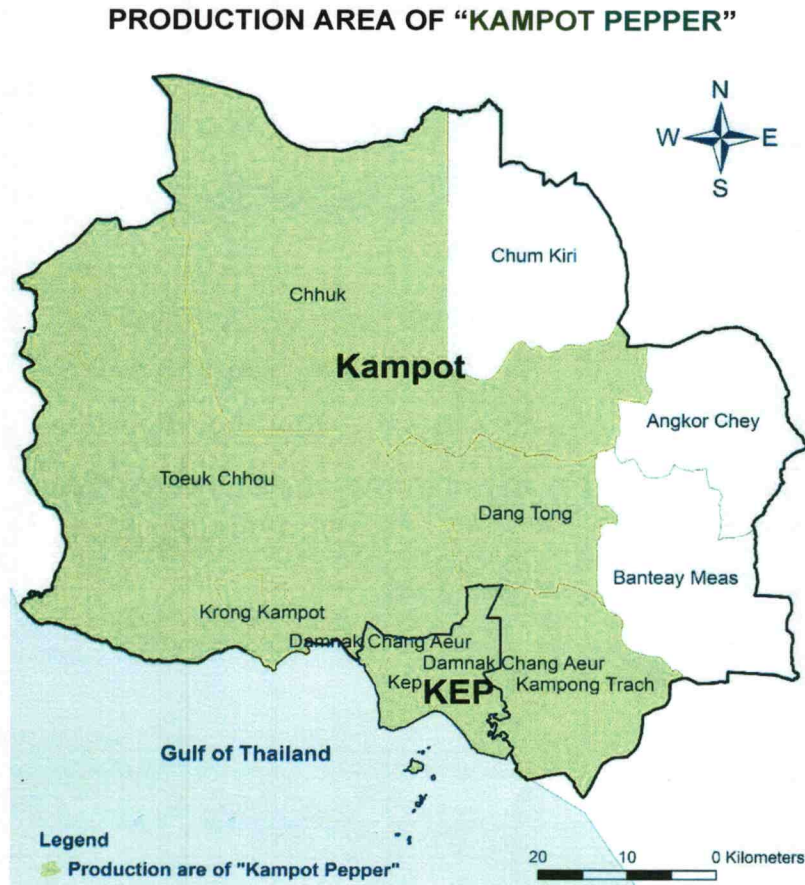 PRODUCTION AREA OF “KAMPOT PEPPER”
N
W E
S
Chum Kiri
Chhuk
Kampot
Angkor Chey
Toeuk Chhou
Dang Tong
Banteay Meas
Krong Kampot
Damnak Chang Aeur
Damnak Chang Aeur
Kep KEP Kampong Trach
Gulf of Thailand
Legend
Production are of "Kampot Pepper"
20 10 0 Kilometers